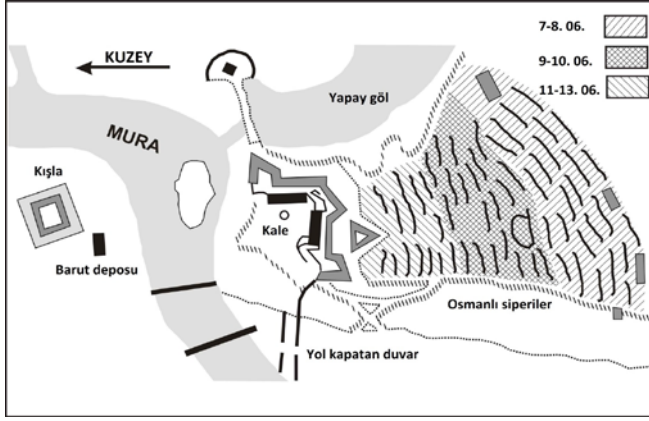 7-8. 06.
9-10. 06.
11-13. 06.
KUZEY
Yapay göl
MURA
Kışla
Kale
Barut deposu
Osmanlı siperiler
Yol kapatan duvar